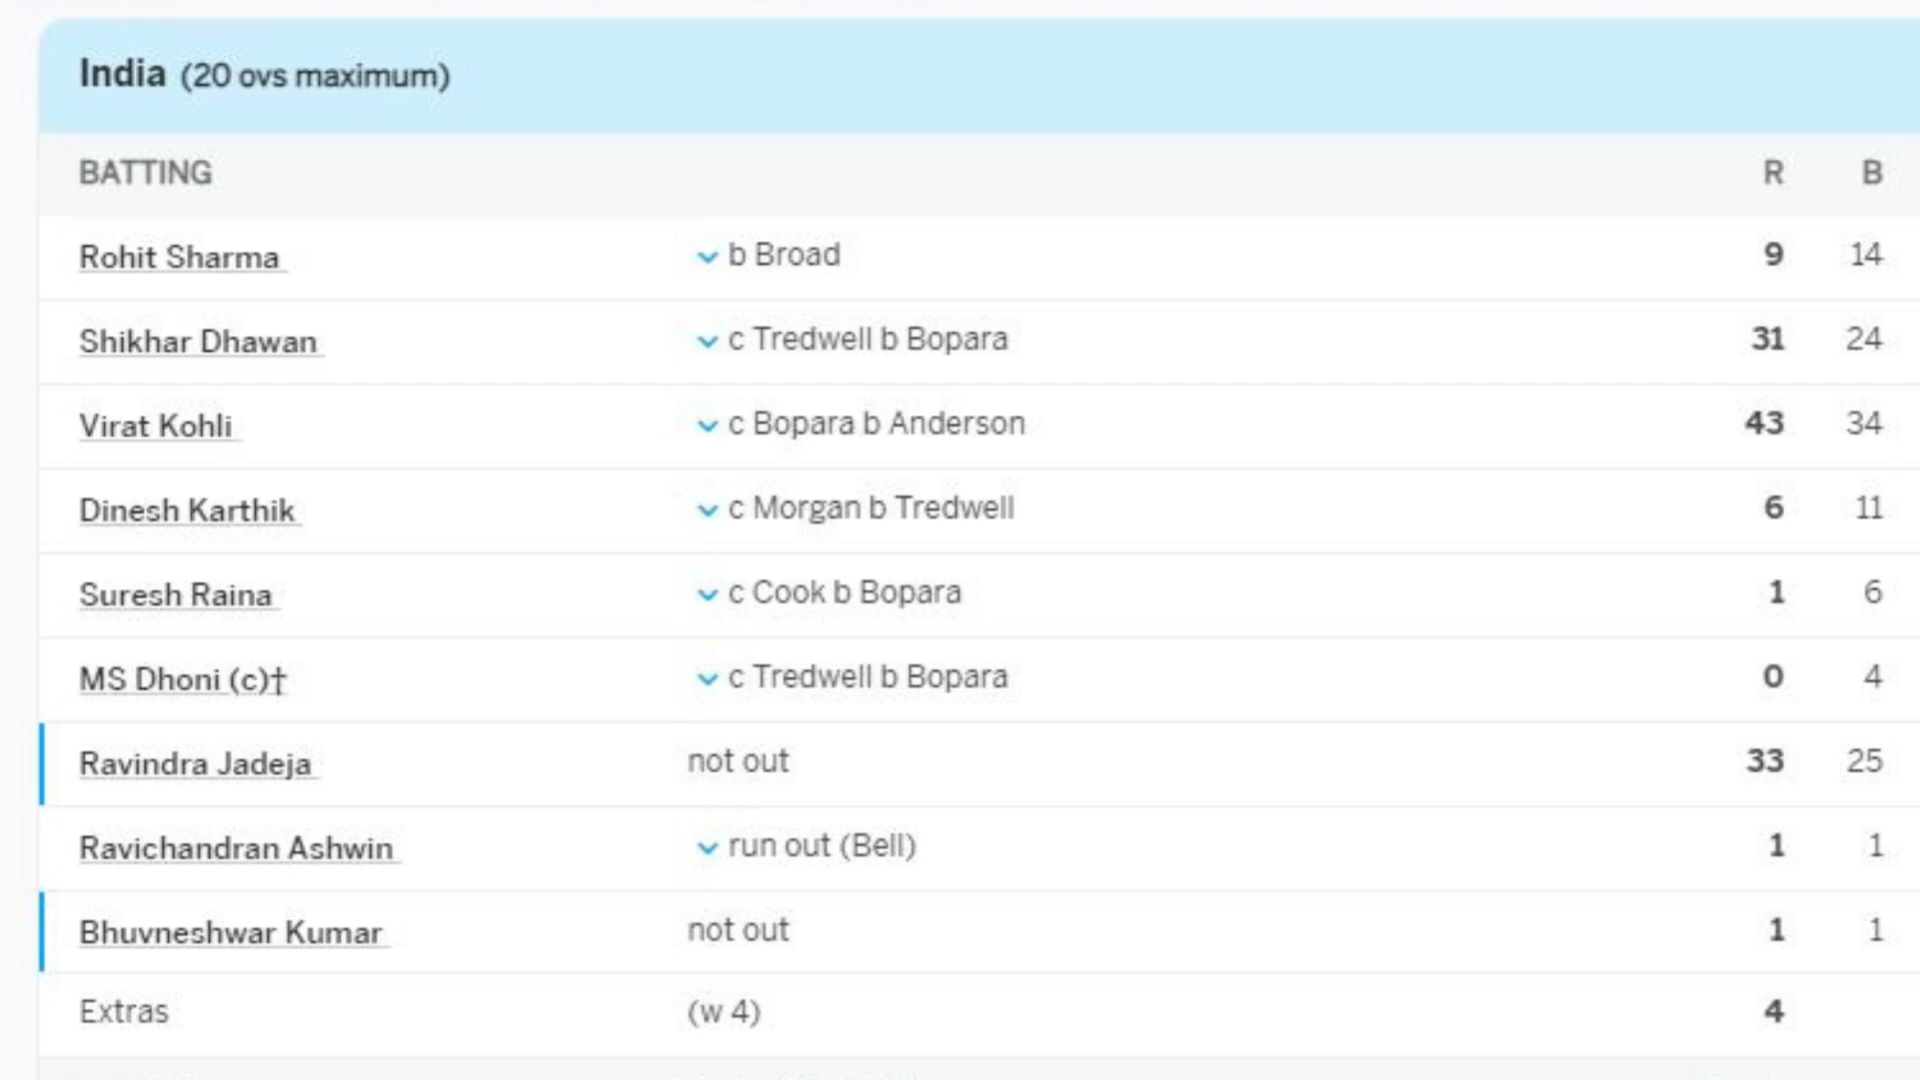 India (20 ovs maximum)
BATTING R B
Rohit Sharma b Broad 9 14
Shikhar Dhawan c Tredwell b Bopara 31 24
Virat Kohli c Bopara b Anderson 43 34
Dinesh Karthik c Morgan b Tredwell 6 11
Suresh Raina c Cook b Bopara 1 6
MS Dhoni (c)† c Tredwell b Bopara 0 4
Ravindra Jadeja not out 33 25
Ravichandran Ashwin run out (Bell) 1 1
Bhuvneshwar Kumar not out 1 1
Extras (w 4) 4